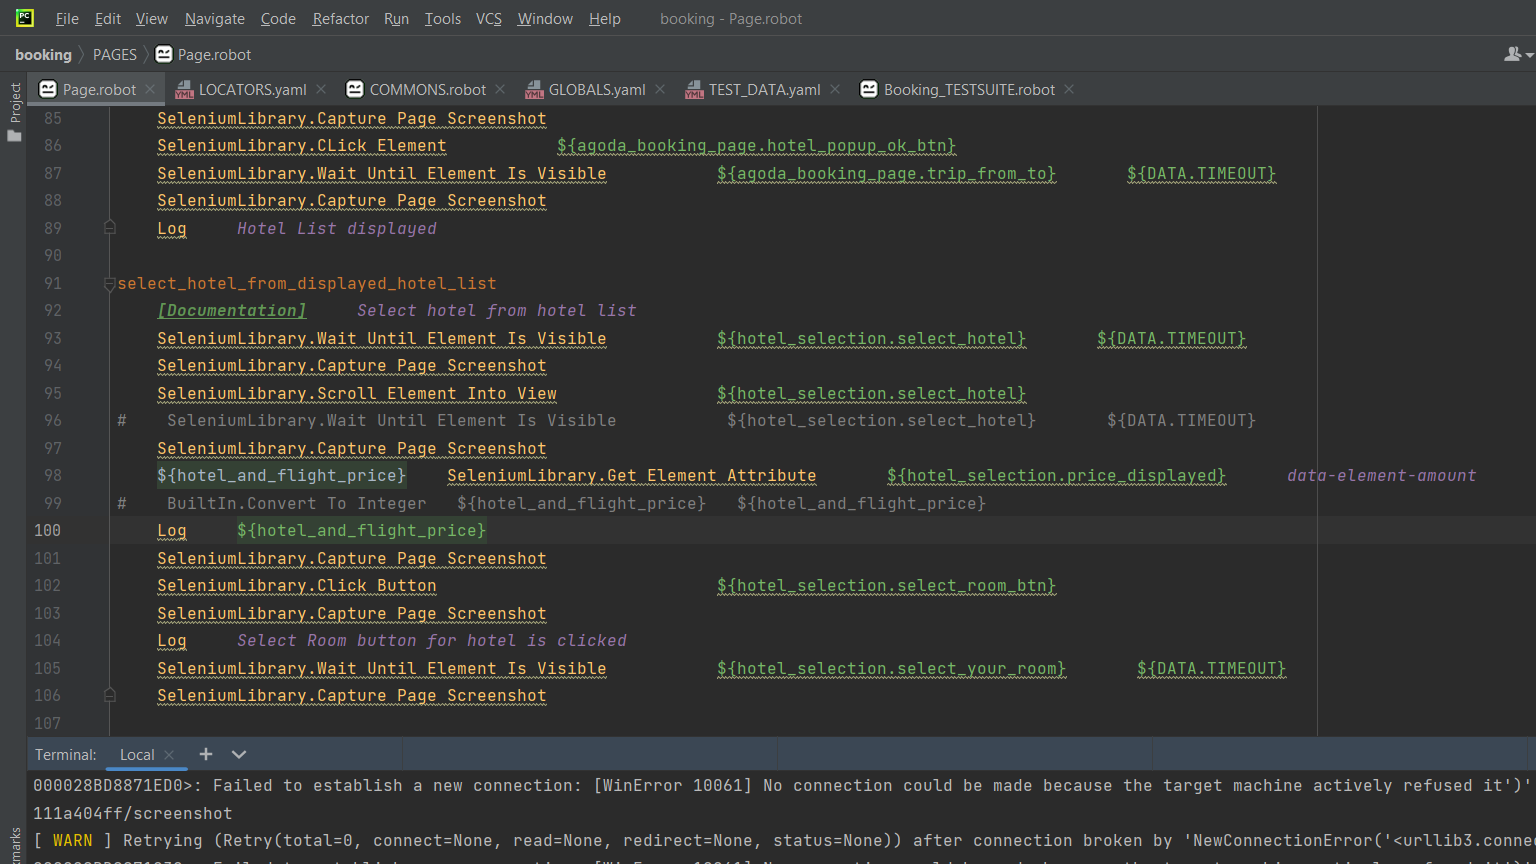 PC File Edit View Navigate Code Refactor Run Tools VCS Window Help booking - Page.robot
booking PAGES Page.robot
Project
Page.robot YML LOCATORS.yaml COMMONS.robot YML GLOBALS.yaml YML TEST_DATA.yaml Booking_TESTSUITE.robot
85 SeleniumLibrary.Capture Page Screenshot
86 SeleniumLibrary.CLick Element ${agoda_booking_page.hotel_popup_ok_btn}
87 SeleniumLibrary.Wait Until Element Is Visible ${agoda_booking_page.trip_from_to} ${DATA.TIMEOUT}
88 SeleniumLibrary.Capture Page Screenshot
89 Log Hotel List displayed
90
91 select_hotel_from_displayed_hotel_list
92 [Documentation] Select hotel from hotel list
93 SeleniumLibrary.Wait Until Element Is Visible ${hotel_selection.select_hotel} ${DATA.TIMEOUT}
94 SeleniumLibrary.Capture Page Screenshot
95 SeleniumLibrary.Scroll Element Into View ${hotel_selection.select_hotel}
96 # SeleniumLibrary.Wait Until Element Is Visible ${hotel_selection.select_hotel} ${DATA.TIMEOUT}
97 SeleniumLibrary.Capture Page Screenshot
98 ${hotel_and_flight_price} SeleniumLibrary.Get Element Attribute ${hotel_selection.price_displayed} data-element-amount
99 # BuiltIn.Convert To Integer ${hotel_and_flight_price} ${hotel_and_flight_price}
100 Log ${hotel_and_flight_price}
101 SeleniumLibrary.Capture Page Screenshot
102 SeleniumLibrary.Click Button ${hotel_selection.select_room_btn}
103 SeleniumLibrary.Capture Page Screenshot
104 Log Select Room button for hotel is clicked
105 SeleniumLibrary.Wait Until Element Is Visible ${hotel_selection.select_your_room} ${DATA.TIMEOUT}
106 SeleniumLibrary.Capture Page Screenshot
107
Terminal: Local
000028BD8871ED0>: Failed to establish a new connection: [WinError 10061] No connection could be made because the target machine actively refused it')'
111a404ff/screenshot
[ WARN ] Retrying (Retry(total=0, connect=None, read=None, redirect=None, status=None)) after connection broken by 'NewConnectionError('<urllib3.conne